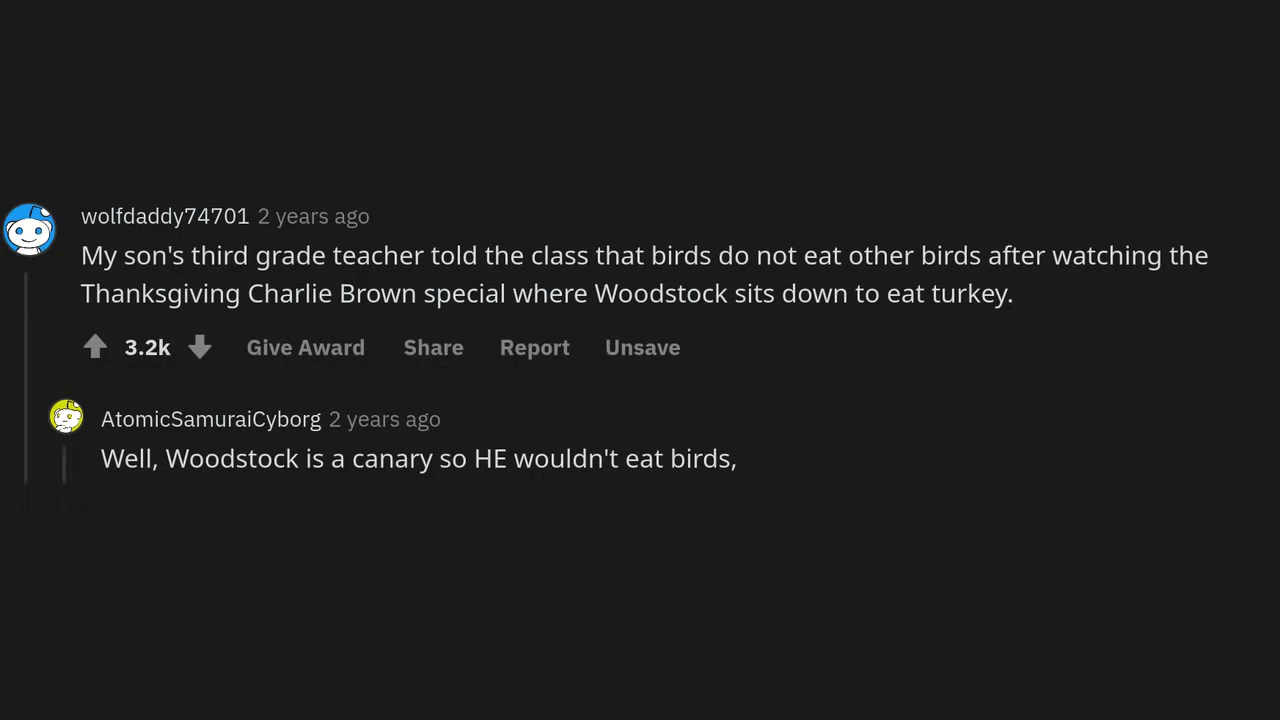 wolfdaddy74701 2 years ago
My son's third grade teacher told the class that birds do not eat other birds after watching the
Thanksgiving Charlie Brown special where Woodstock sits down to eat turkey.
3.2k Give Award Share Report Unsave
AtomicSamuraiCyborg 2 years ago
Well, Woodstock is a canary so HE wouldn't eat birds,